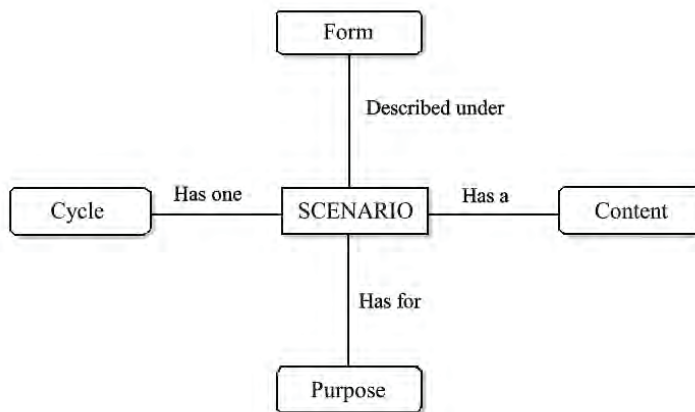 Form
Described under
Cycle
Has one
SCENARIO
Has a
Content
Has for
Purpose